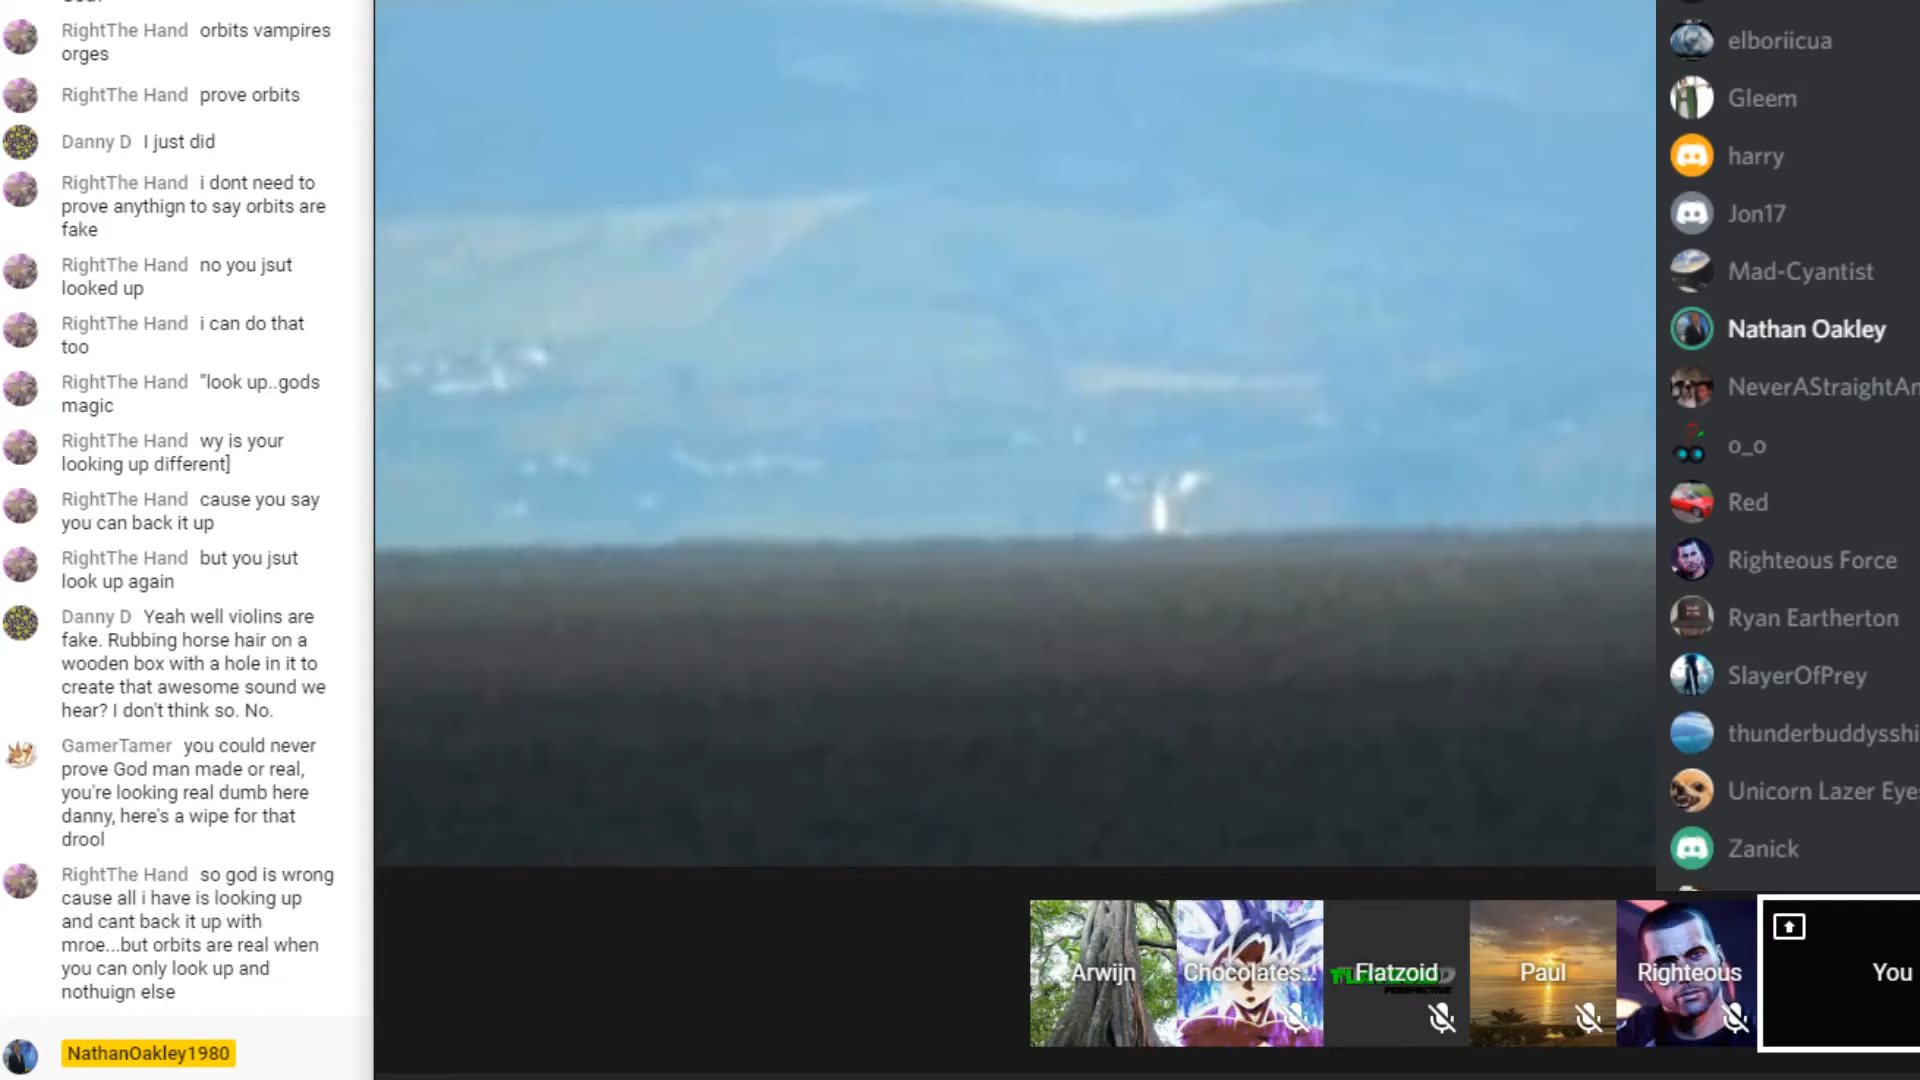 RightThe Hand orbits vampires
orges
RightThe Hand prove orbits
Danny D I just did
RightThe Hand i dont need to
prove anythign to say orbits are
fake
RightThe Hand no you jsut
looked up
RightThe Hand i can do that
too
RightThe Hand "look up..gods
magic
RightThe Hand wy is your
looking up different]
RightThe Hand cause you say
you can back it up
RightThe Hand but you jsut
look up again
Danny D Yeah well violins are
fake. Rubbing horse hair on a
wooden box with a hole in it to
create that awesome sound we
hear? I don't think so. No.
GamerTamer you could never
prove God man made or real,
you're looking real dumb here
danny, here's a wipe for that
drool
RightThe Hand so god is wrong
cause all i have is looking up
and cant back it up with
mroe...but orbits are real when
you can only look up and
nothuign else
NathanOakley1980
elboriicua
Gleem
harry
Jon17
Mad-Cyantist
Nathan Oakley
NeverAStraightAn
o_o
Red
Righteous Force
Ryan Eartherton
SlayerOfPrey
thunderbuddysshi
Unicorn Lazer Eye
Zanick
Arwijn
Chocolates...
Flatzoid
PERSPECTIVE
Paul
Righteous
You